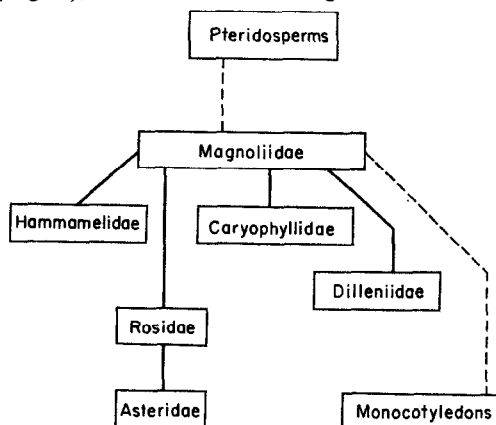 Pteridosperms
Magnoliidae
Hammamelidae
Caryophyllidae
Dilleniidae
Rosidae
Asteridae
Monocotyledons